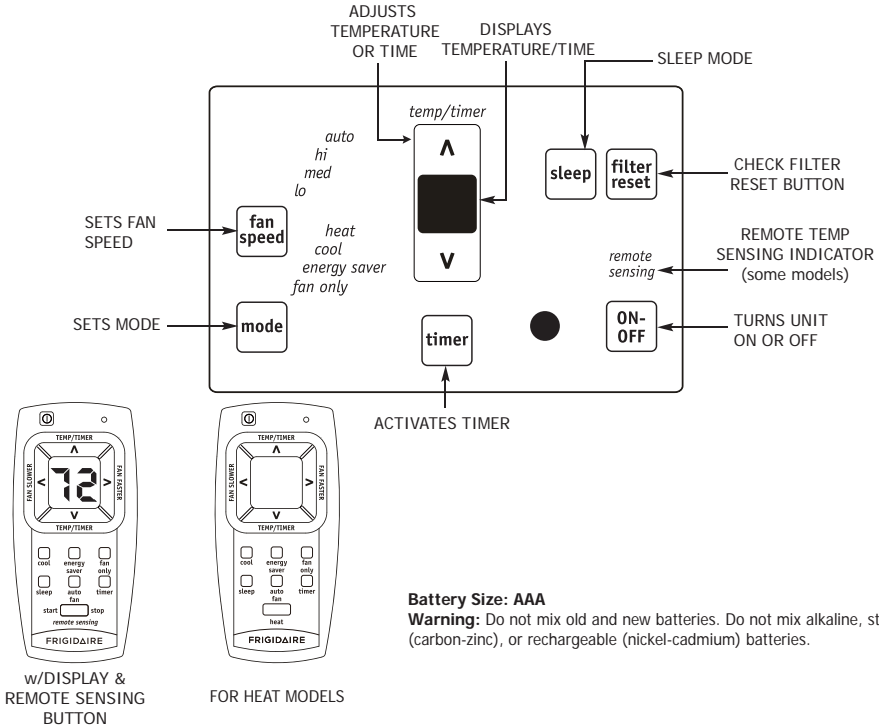 ADJUSTS
TEMPERATURE
OR TIME
DISPLAYS
TEMPERATURE/TIME
SLEEP MODE
temp/timer
auto
hi
med
lo
sleep
filter
reset
CHECK FILTER
RESET BUTTON
SETS FAN
SPEED
fan
speed
heat
cool
energy saver
fan only
remote
sensing
REMOTE TEMP
SENSING INDICATOR
(some models)
SETS MODE
mode
timer
ON-
OFF
TURNS UNIT
ON OR OFF
ACTIVATES TIMER
TEMP/TIMER
FAN SLOWER
72
FAN FASTER
TEMP/TIMER
cool
energy
saver
fan
only
sleep
auto
fan
timer
start
stop
remote sensing
FRIGIDAIRE
w/DISPLAY &
REMOTE SENSING
BUTTON
TEMP/TIMER
FAN SLOWER
FAN FASTER
TEMP/TIMER
cool
energy
saver
fan
only
sleep
auto
fan
timer
heat
FRIGIDAIRE
FOR HEAT MODELS
Battery Size: AAA
Warning: Do not mix old and new batteries. Do not mix alkaline, st
(carbon-zinc), or rechargeable (nickel-cadmium) batteries.